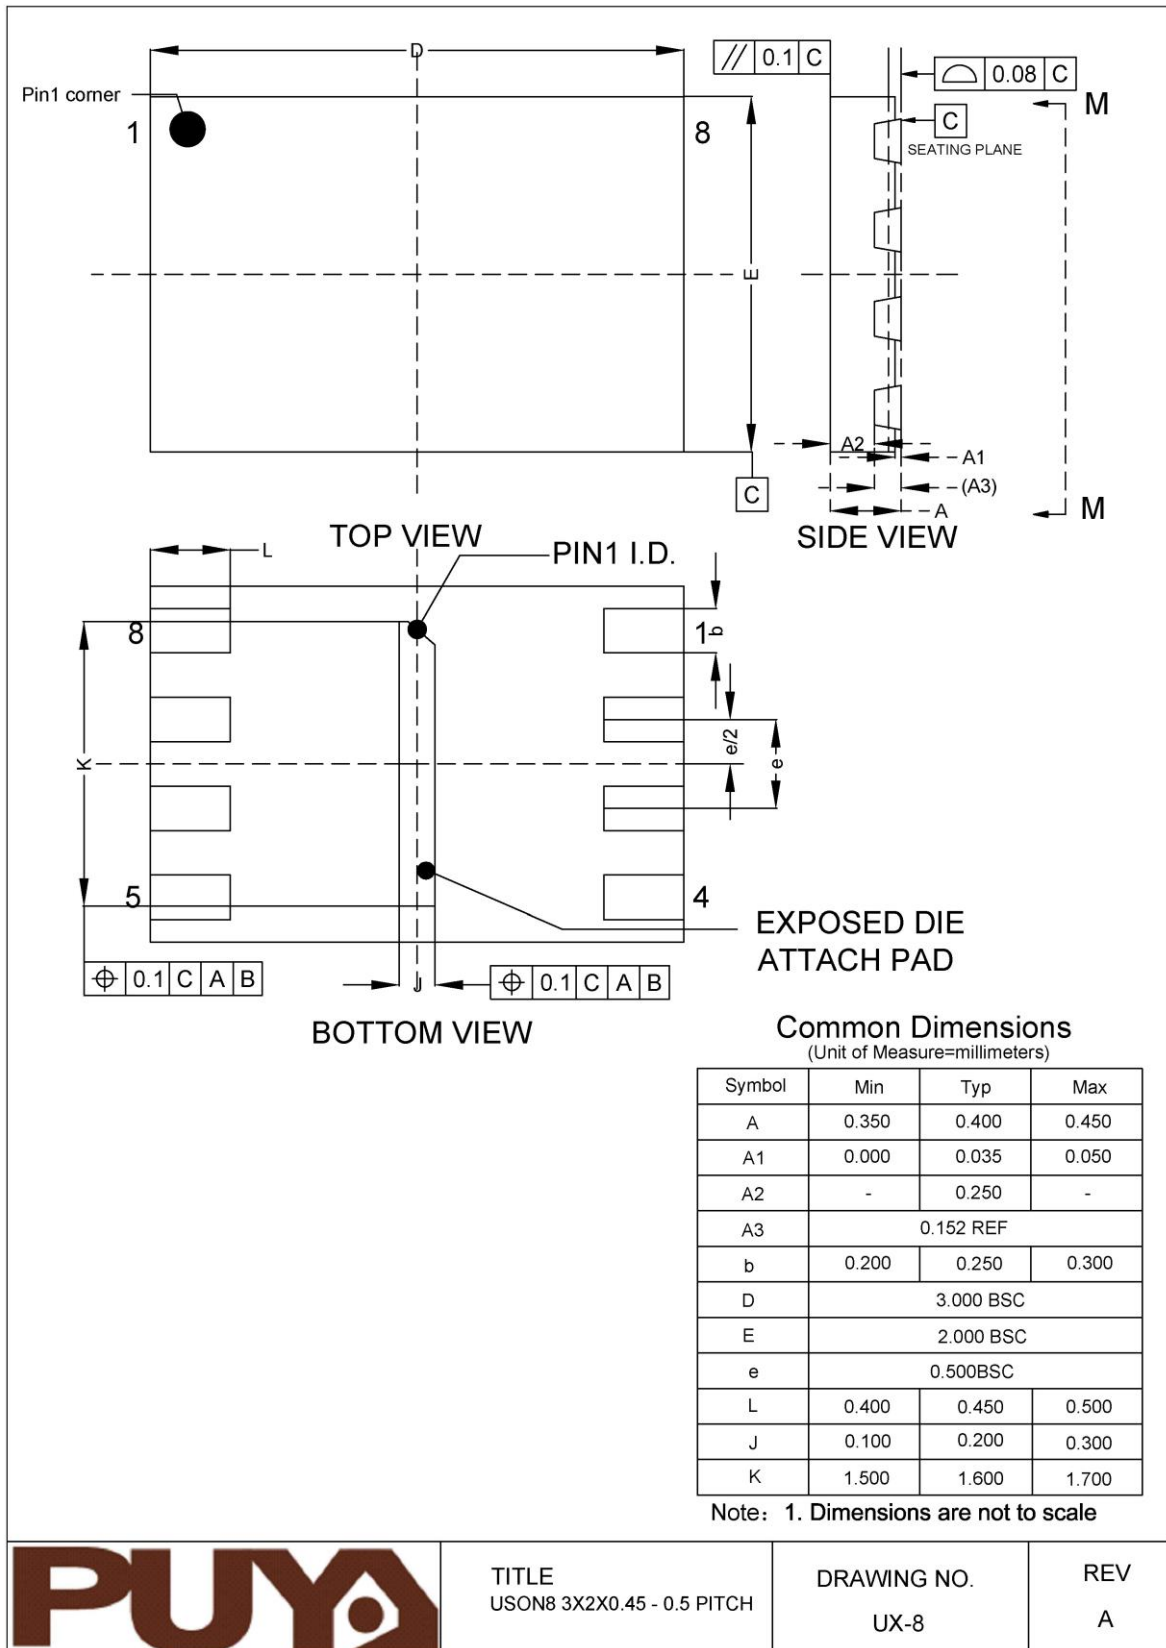 D
// 0.1 C
⌓ 0.08 C
Pin1 corner
1
8
M
C
SEATING PLANE
E
A2
A1
(A3)
A
C
M
TOP VIEW
SIDE VIEW
L
PIN1 I.D.
8
1
b
K
e/2
e
5
4
EXPOSED DIE
ATTACH PAD
⌖ 0.1 C A B
J
⌖ 0.1 C A B
BOTTOM VIEW
Common Dimensions
(Unit of Measure=millimeters)
Symbol Min Typ Max
A 0.350 0.400 0.450
A1 0.000 0.035 0.050
A2 - 0.250 -
A3 0.152 REF
b 0.200 0.250 0.300
D 3.000 BSC
E 2.000 BSC
e 0.500BSC
L 0.400 0.450 0.500
J 0.100 0.200 0.300
K 1.500 1.600 1.700
Note: 1. Dimensions are not to scale
PUYA
TITLE
USON8 3X2X0.45 - 0.5 PITCH
DRAWING NO.
UX-8
REV
A